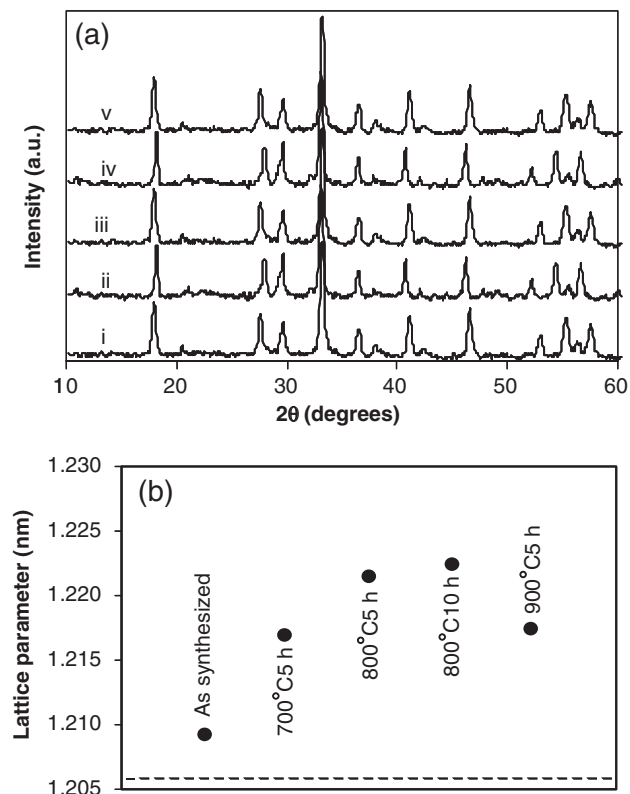 (a)
Intensity (a.u.)
v
iv
iii
ii
i
10 20 30 40 50 60
2θ (degrees)
(b)
Lattice parameter (nm)
1.230
1.225
1.220
1.215
1.210
1.205
As synthesized
700°C5 h
800°C5 h
800°C10 h
900°C5 h